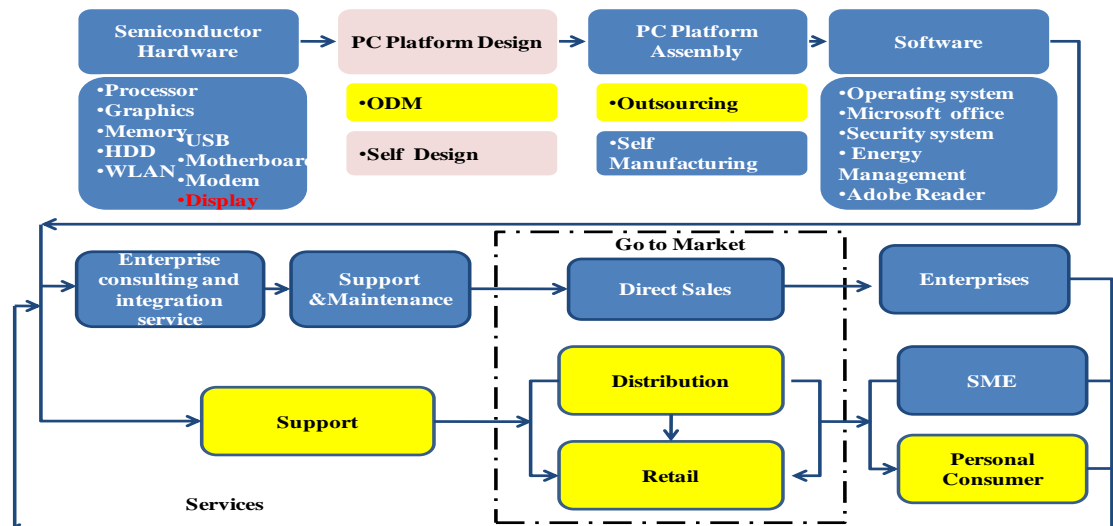 Semiconductor
Hardware
PC Platform Design
PC Platform
Assembly
Software
•Processor
•Graphics
•Memory
•HDD
•WLAN
•USB
•Motherboard
•Modem
•Display
•ODM
•Self Design
•Outsourcing
•Self
Manufacturing
•Operating system
•Microsoft office
•Security system
• Energy
Management
•Adobe Reader
Go to Market
Enterprise
consulting and
integration
service
Support
&Maintenance
Direct Sales
Enterprises
Distribution
SME
Support
Retail
Personal
Consumer
Services